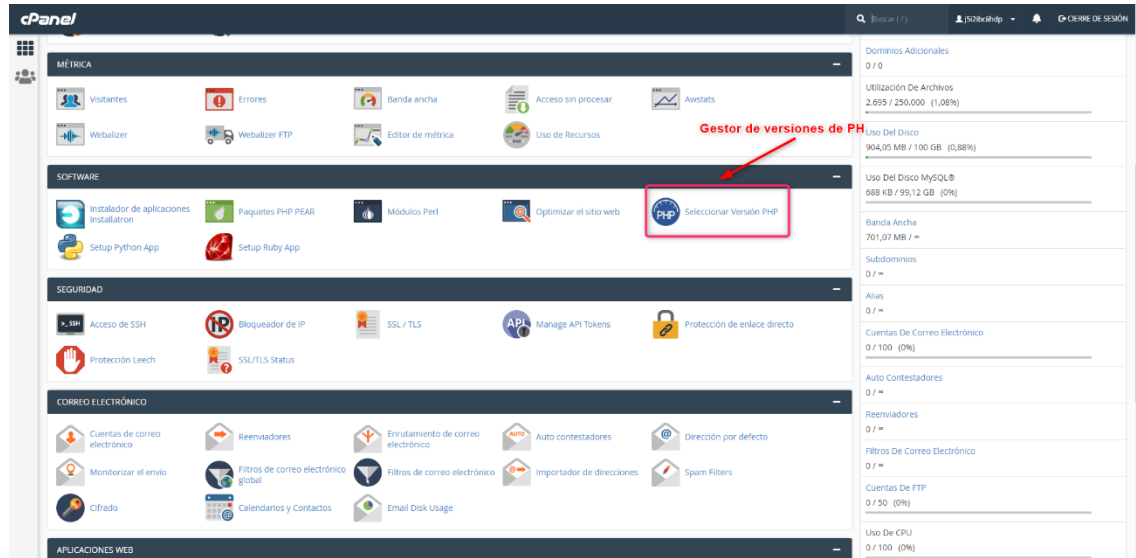 cPanel
Buscar ( / )
j5i2ibciihdp
CIERRE DE SESIÓN
MÉTRICA
Visitantes
Errores
Banda ancha
Acceso sin procesar
Awstats
Webalizer
Webalizer FTP
Editor de métrica
Uso de Recursos
Gestor de versiones de PH
SOFTWARE
Instalador de aplicaciones
Installatron
Paquetes PHP PEAR
Módulos Perl
Optimizar el sitio web
PHP
Seleccionar Versión PHP
Setup Python App
Setup Ruby App
SEGURIDAD
>_SSH
Acceso de SSH
IP
Bloqueador de IP
SSL / TLS
API
Manage API Tokens
Protección de enlace directo
Protección Leech
SSL/TLS Status
CORREO ELECTRÓNICO
Cuentas de correo
electrónico
Reenviadores
Enrutamiento de correo
electrónico
AUTO
Auto contestadores
@
Dirección por defecto
Monitorizar el envío
Filtros de correo electrónico
global
Filtros de correo electrónico
Importador de direcciones
Spam Filters
Cifrado
Calendarios y Contactos
Email Disk Usage
APLICACIONES WEB
Dominios Adicionales
0 / 0
Utilización De Archivos
2.695 / 250.000 (1,08%)
Uso Del Disco
904,05 MB / 100 GB (0,88%)
Uso Del Disco MySQL®
688 KB / 99,12 GB (0%)
Banda Ancha
701,07 MB / ∞
Subdominios
0 / ∞
Alias
0 / ∞
Cuentas De Correo Electrónico
0 / 100 (0%)
Auto Contestadores
0 / ∞
Reenviadores
0 / ∞
Filtros De Correo Electrónico
0 / ∞
Cuentas De FTP
0 / 50 (0%)
Uso De CPU
0 / 100 (0%)